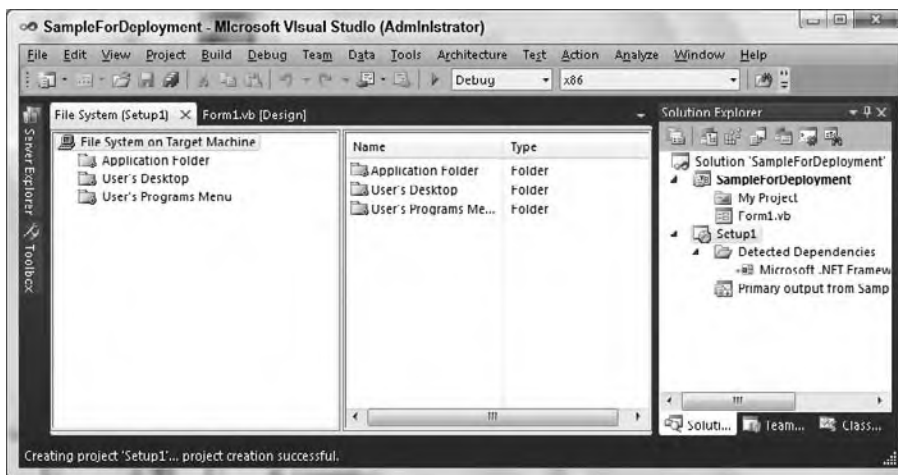 SampleForDeployment - Microsoft Visual Studio (Administrator)
File Edit View Project Build Debug Team Data Tools Architecture Test Action Analyze Window Help
Debug x86
File System (Setup1) Form1.vb [Design]
Solution Explorer
Server Explorer
Toolbox
File System on Target Machine
Application Folder
User's Desktop
User's Programs Menu
Name Type
Application Folder Folder
User's Desktop Folder
User's Programs Me... Folder
Solution 'SampleForDeployment'
SampleForDeployment
My Project
Form1.vb
Setup1
Detected Dependencies
Microsoft .NET Framew
Primary output from Samp
Soluti... Team... Class...
Creating project 'Setup1'... project creation successful.